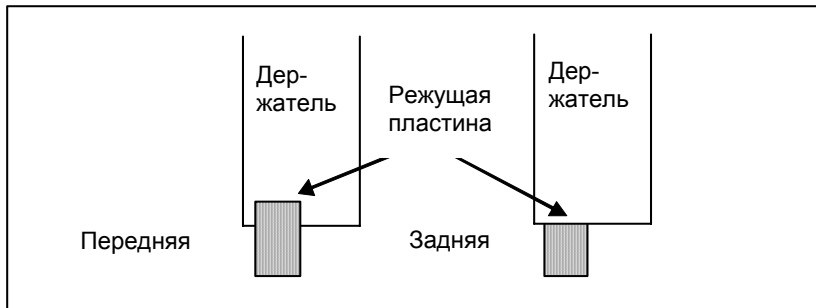 Дер-
жатель
Режущая
пластина
Дер-
жатель
Передняя
Задняя